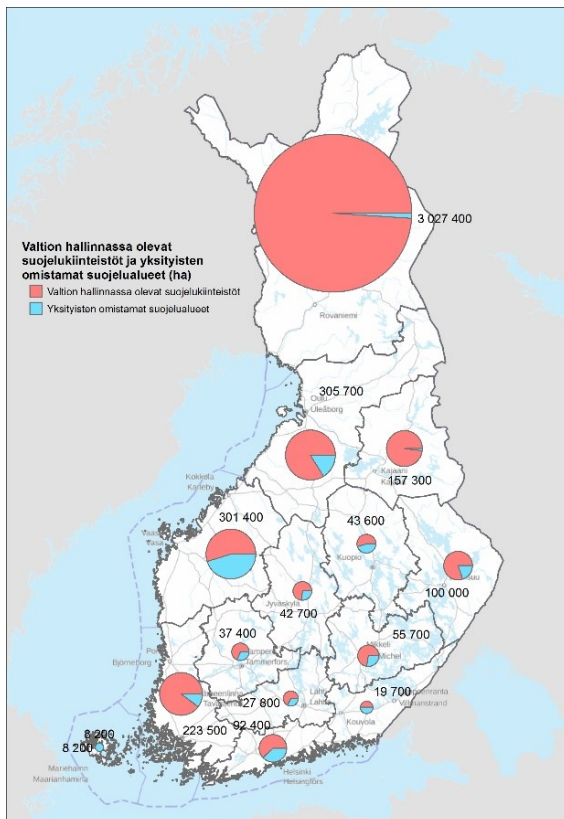 3 027 400
Valtion hallinnassa olevat
suojelukiinteistöt ja yksityisten
omistamat suojelualueet (ha)
Valtion hallinnassa olevat suojelukiinteistöt
Yksityisten omistamat suojelualueet
Rovaniemi
305 700
Oulu
Uleåborg
Kajaani
157 300
Kokkola
Karleby
301 400
43 600
Vaasa
Vasa
Kuopio
100 000
Jyväskylä
42 700
37 400
55 700
Mikkeli
Michel
Tammerfors
Björneborg
19 700
Lahti
27 800
Villmanstrand
Kouvola
223 500
92 400
8 200
8 200
Mariehamn
Maarianhamina
Helsinki
Helsingfors